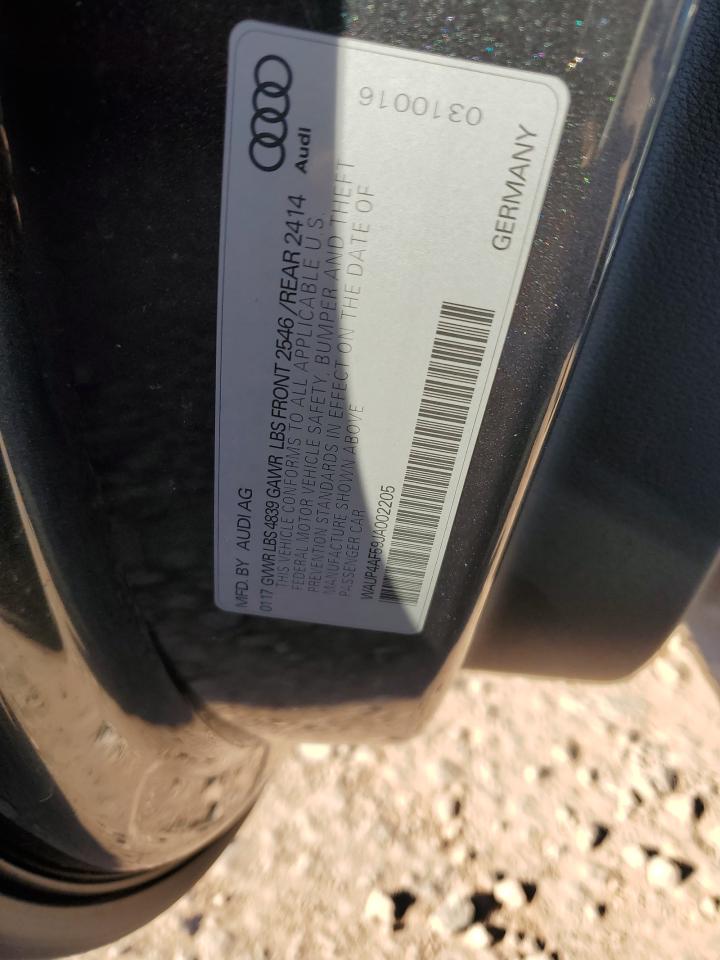 Audi
0310016
MFD. BY AUDI AG
0117 GVWR LBS 4839 GAWR LBS FRONT 2546 /REAR 2414
THIS VEHICLE CONFORMS TO ALL APPLICABLE U.S.
FEDERAL MOTOR VEHICLE SAFETY, BUMPER AND THEFT
PREVENTION STANDARDS IN EFFECT ON THE DATE OF
MANUFACTURE SHOWN ABOVE
PASSENGER CAR
WAUP4AF59JA002205
GERMANY